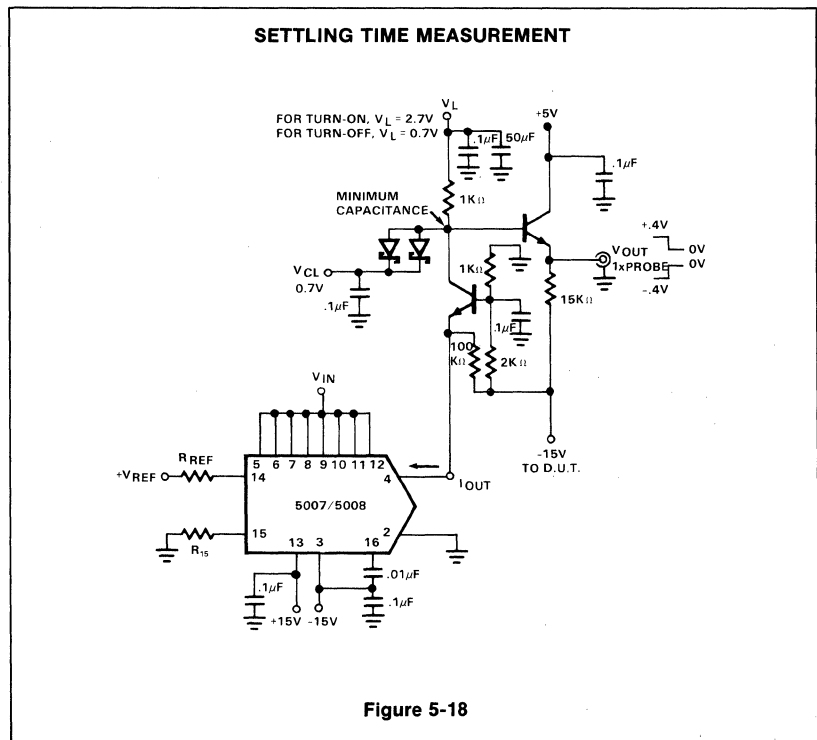 SETTLING TIME MEASUREMENT
VL
FOR TURN-ON, VL = 2.7V
FOR TURN-OFF, VL = 0.7V
.1μF
50μF
+5V
.1μF
1KΩ
MINIMUM
CAPACITANCE
+.4V
0V
VOUT
1xPROBE
0V
-.4V
VCL
0.7V
.1μF
1KΩ
.1μF
15KΩ
100
KΩ
2KΩ
VIN
-15V
TO D.U.T.
RREF
+VREF
5 6 7 8 9 10 11 12
14
4
IOUT
5007/5008
15
2
R15
13 3 16
.01μF
.1μF
.1μF
+15V -15V
Figure 5-18